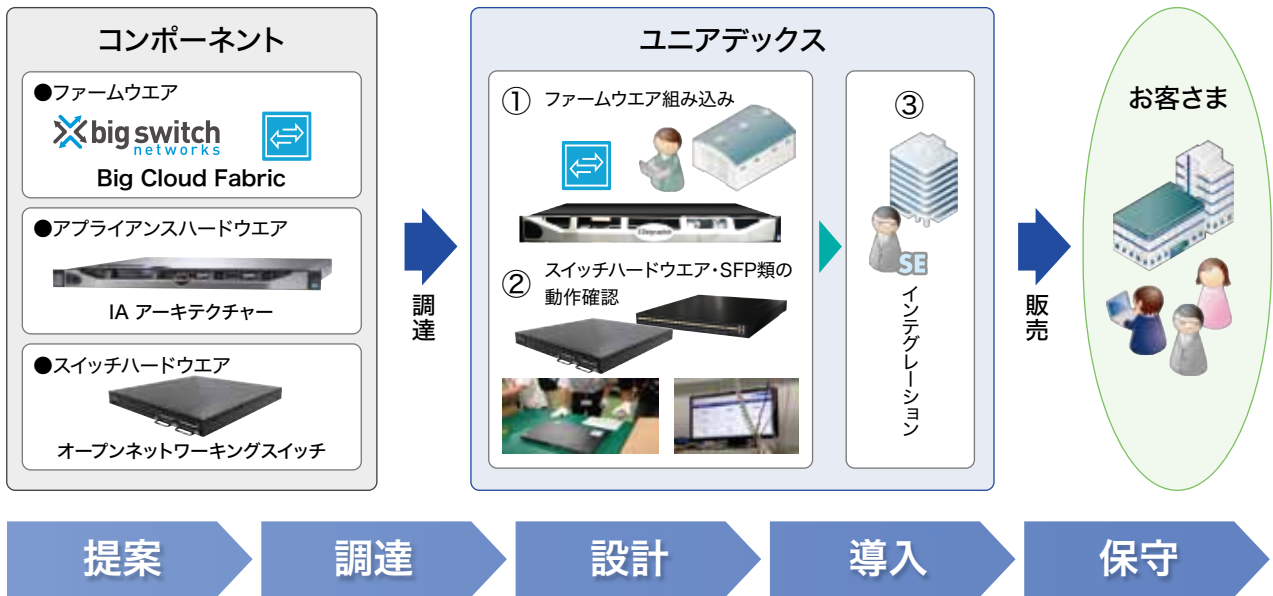 コンポーネント
●ファームウエア
big switch
networks
Big Cloud Fabric
●アプライアンスハードウエア
IA アーキテクチャー
●スイッチハードウエア
オープンネットワーキングスイッチ
調達
ユニアデックス
① ファームウエア組み込み
② スイッチハードウエア・SFP類の
動作確認
③
SE
インテグレーション
販売
お客さま
提案
調達
設計
導入
保守